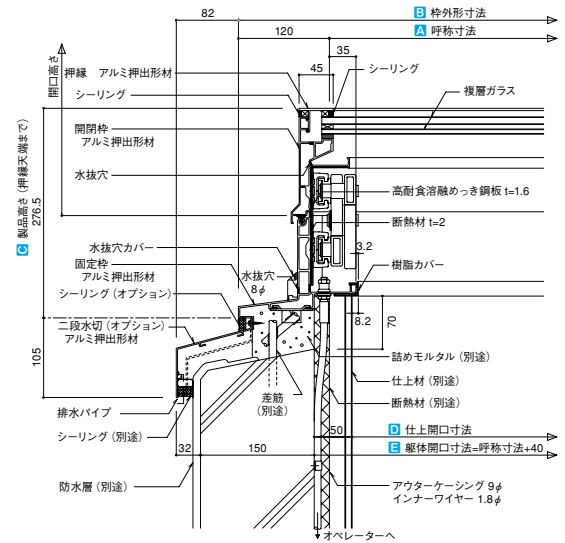 82
B 枠外形寸法
120
A 呼称寸法
35
45
開口高さ
押縁 アルミ押出形材
シーリング
シーリング
複層ガラス
開閉枠
アルミ押出形材
水抜穴
高耐食溶融めっき鋼板 t=1.6
断熱材 t=2
C 製品高さ(押縁天端まで)
276.5
3.2
水抜穴カバー
固定枠
アルミ押出形材
水抜穴
8φ
樹脂カバー
シーリング(オプション)
二段水切(オプション)
アルミ押出形材
8.2
70
105
詰めモルタル(別途)
仕上材(別途)
差筋
(別途)
断熱材(別途)
排水パイプ
シーリング(別途)
50
D 仕上開口寸法
32
150
E 躯体開口寸法=呼称寸法+40
防水層(別途)
アウターケーシング 9φ
インナーワイヤー 1.8φ
オペレーターへ